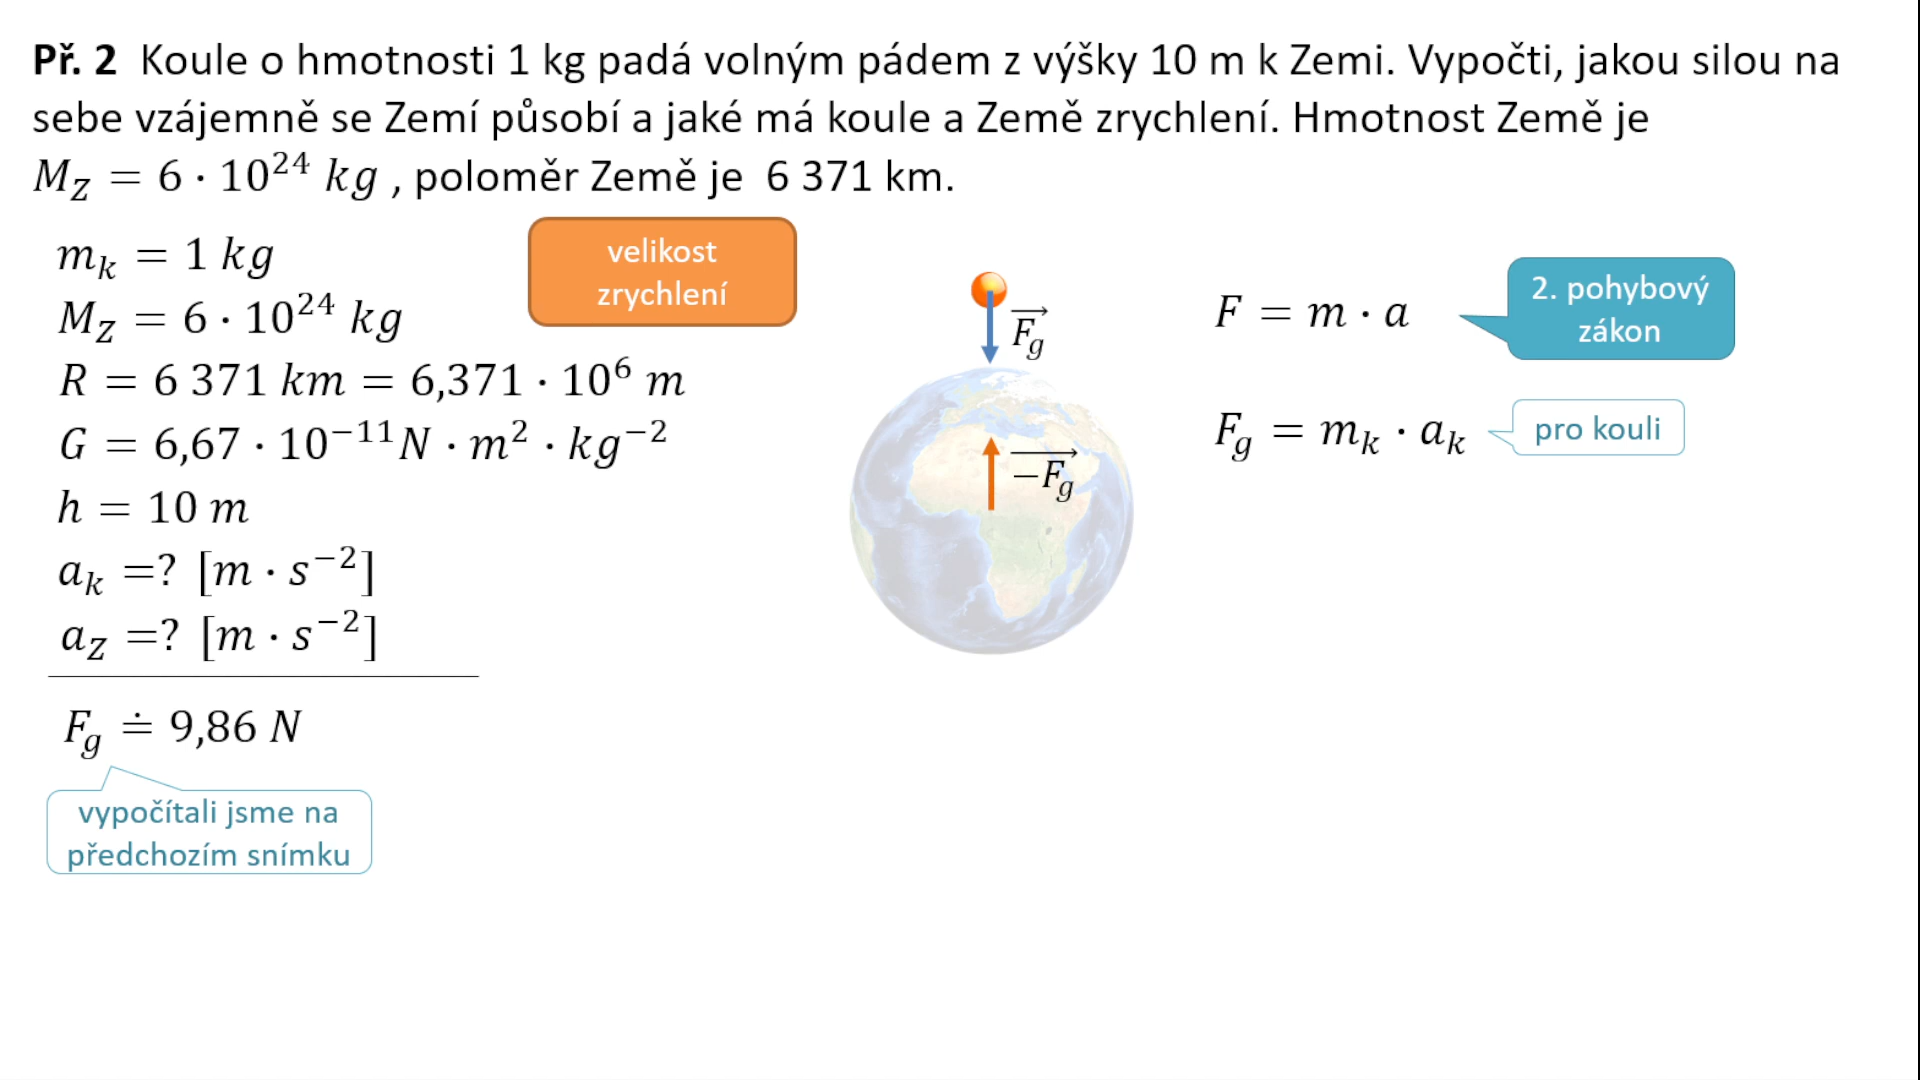 Př. 2 Koule o hmotnosti 1 kg padá volným pádem z výšky 10 m k Zemi. Vypočti, jakou silou na
sebe vzájemně se Zemí působí a jaké má koule a Země zrychlení. Hmotnost Země je
M_Z = 6 · 10^24 kg , poloměr Země je 6 371 km.
m_k = 1 kg
M_Z = 6 · 10^24 kg
R = 6 371 km = 6,371 · 10^6 m
G = 6,67 · 10^−11 N · m^2 · kg^−2
h = 10 m
a_k =? [m · s^−2]
a_Z =? [m · s^−2]
F_g ≐ 9,86 N
vypočítali jsme na
předchozím snímku
velikost
zrychlení
\vec{F_g}
\vec{−F_g}
F = m · a
2. pohybový
zákon
F_g = m_k · a_k
pro kouli